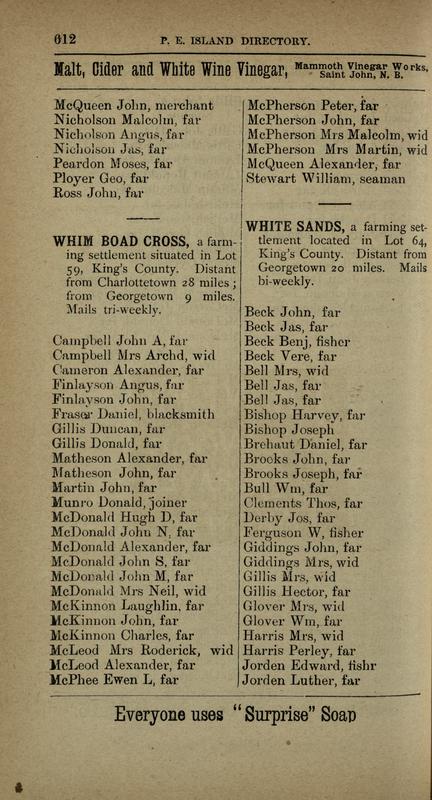 612
P. E. ISLAND DIRECTORY.
Malt, Cider and White Wine Vinegar, Mammoth Vinegar Works,
Saint John, N. B.
McQueen John, merchant
Nicholson Malcolm, far
Nicholson Angus, far
Nicholson Jas, far
Peardon Moses, far
Ployer Geo, far
Ross John, far
WHIM BOAD CROSS, a farm-
ing settlement situated in Lot
59, King's County. Distant
from Charlottetown 28 miles;
from Georgetown 9 miles.
Mails tri-weekly.
Campbell John A, far
Campbell Mrs Archd, wid
Cameron Alexander, far
Finlayson Angus, far
Finlayson John, far
Fraser Daniel, blacksmith
Gillis Duncan, far
Gillis Donald, far
Matheson Alexander, far
Matheson John, far
Martin John, far
Munro Donald, joiner
McDonald Hugh D, far
McDonald John N, far
McDonald Alexander, far
McDonald John S, far
McDonald John M, far
McDonald Mrs Neil, wid
McKinnon Laughlin, far
McKinnon John, far
McKinnon Charles, far
McLeod Mrs Roderick, wid
McLeod Alexander, far
McPhee Ewen L, far
McPherson Peter, far
McPherson John, far
McPherson Mrs Malcolm, wid
McPherson Mrs Martin, wid
McQueen Alexander, far
Stewart William, seaman
WHITE SANDS, a farming set-
tlement located in Lot 64,
King's County. Distant from
Georgetown 20 miles. Mails
bi-weekly.
Beck John, far
Beck Jas, far
Beck Benj, fisher
Beck Vere, far
Bell Mrs, wid
Bell Jas, far
Bell Jas, far
Bishop Harvey, far
Bishop Joseph
Brehaut Daniel, far
Brooks John, far
Brooks Joseph, far
Bull Wm, far
Clements Thos, far
Derby Jos, far
Ferguson W, fisher
Giddings John, far
Giddings Mrs, wid
Gillis Mrs, wid
Gillis Hector, far
Glover Mrs, wid
Glover Wm, far
Harris Mrs, wid
Harris Perley, far
Jorden Edward, fishr
Jorden Luther, far
Everyone uses "Surprise" Soap